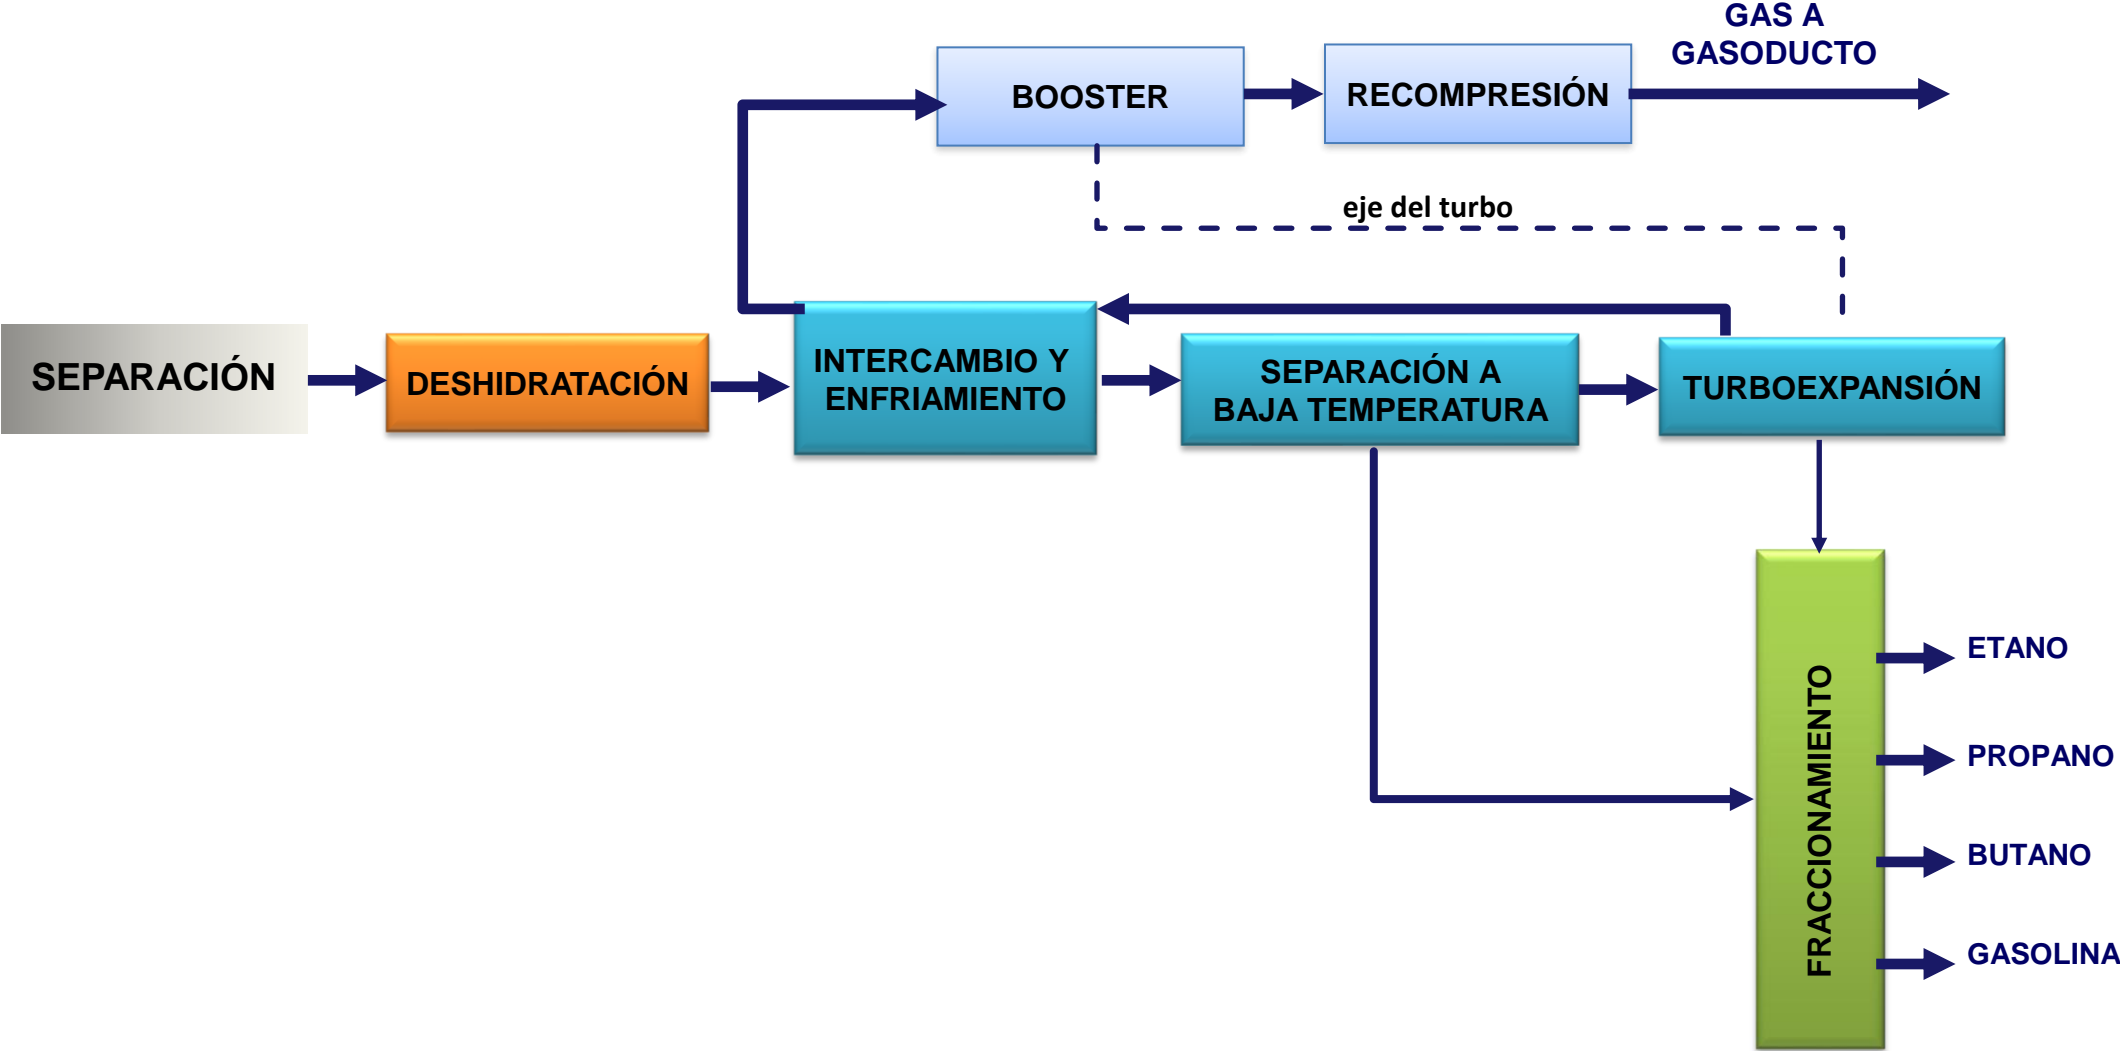 GAS A
GASODUCTO
BOOSTER
RECOMPRESIÓN
eje del turbo
SEPARACIÓN
DESHIDRATACIÓN
INTERCAMBIO Y
ENFRIAMIENTO
SEPARACIÓN A
BAJA TEMPERATURA
TURBOEXPANSIÓN
FRACCIONAMIENTO
ETANO
PROPANO
BUTANO
GASOLINA